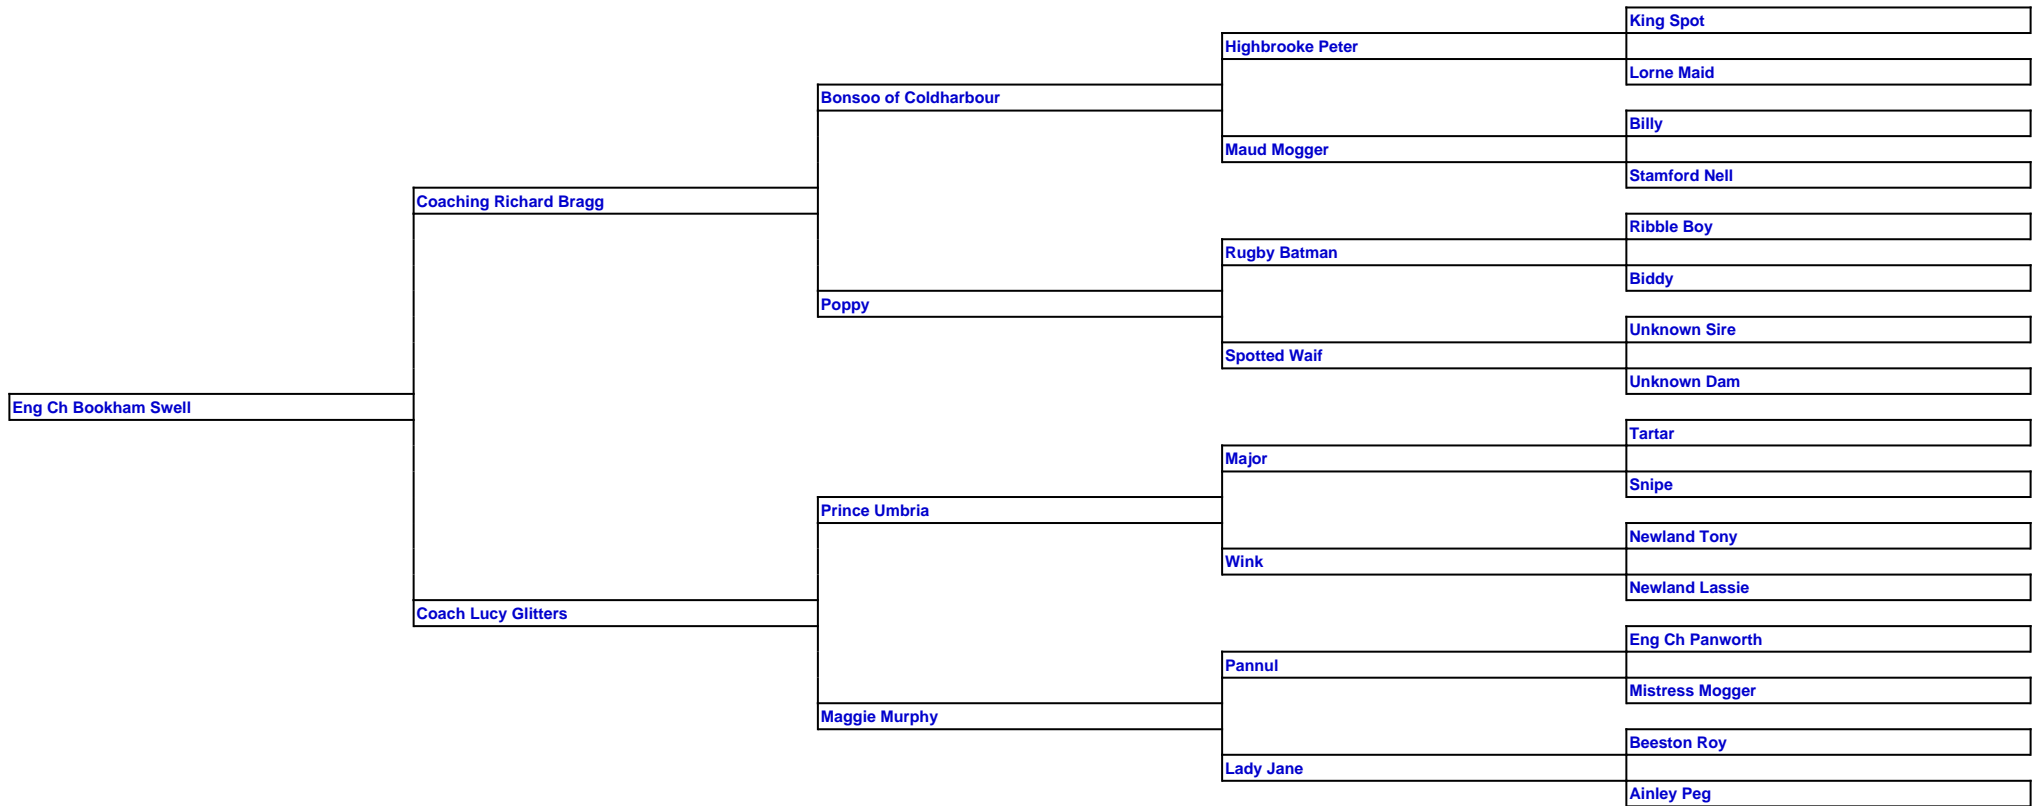 King Spot
Highbrooke Peter
Lorne Maid
Bonsoo of Coldharbour
Billy
Maud Mogger
Stamford Nell
Coaching Richard Bragg
Ribble Boy
Rugby Batman
Biddy
Poppy
Unknown Sire
Spotted Waif
Unknown Dam
Eng Ch Bookham Swell
Tartar
Major
Snipe
Prince Umbria
Newland Tony
Wink
Newland Lassie
Coach Lucy Glitters
Eng Ch Panworth
Pannul
Mistress Mogger
Maggie Murphy
Beeston Roy
Lady Jane
Ainley Peg